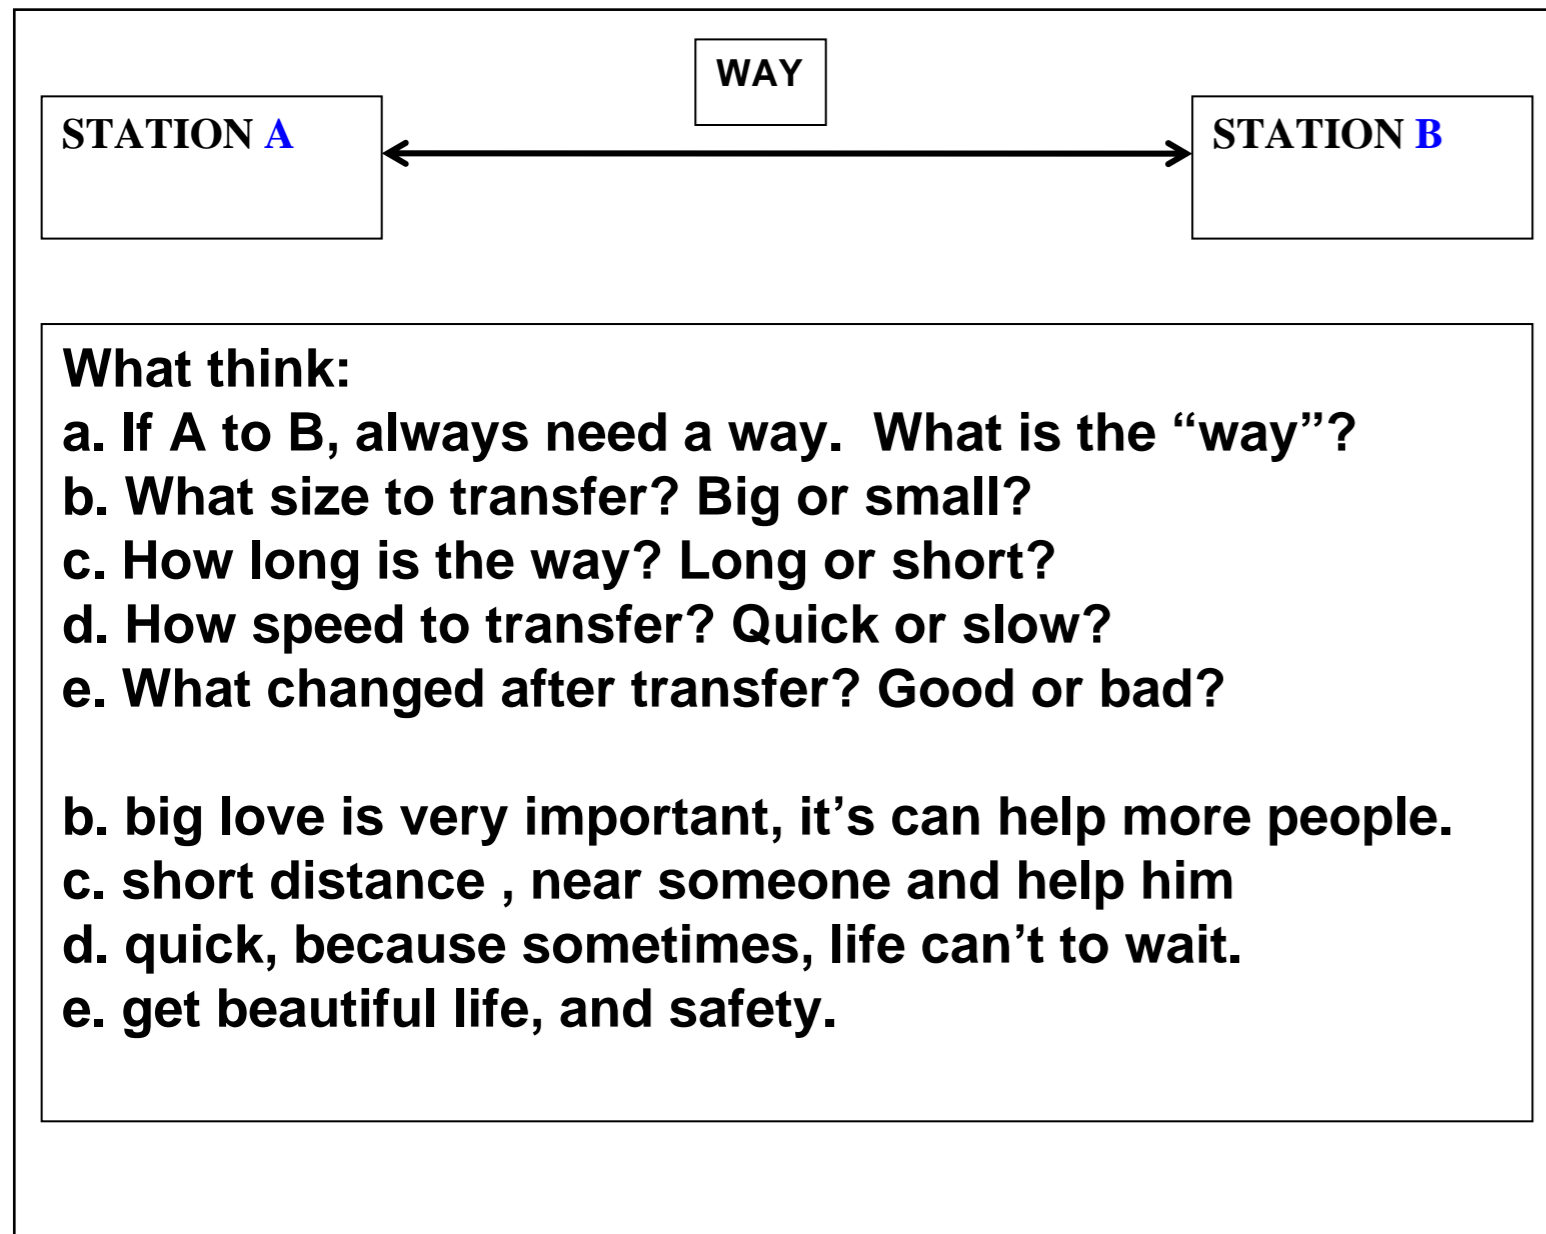 WAY
STATION A
STATION B
What think:
a. If A to B, always need a way.  What is the “way”?
b. What size to transfer? Big or small?
c. How long is the way? Long or short?
d. How speed to transfer? Quick or slow?
e. What changed after transfer? Good or bad?
b. big love is very important, it’s can help more people.
c. short distance , near someone and help him
d. quick, because sometimes, life can’t to wait.
e. get beautiful life, and safety.